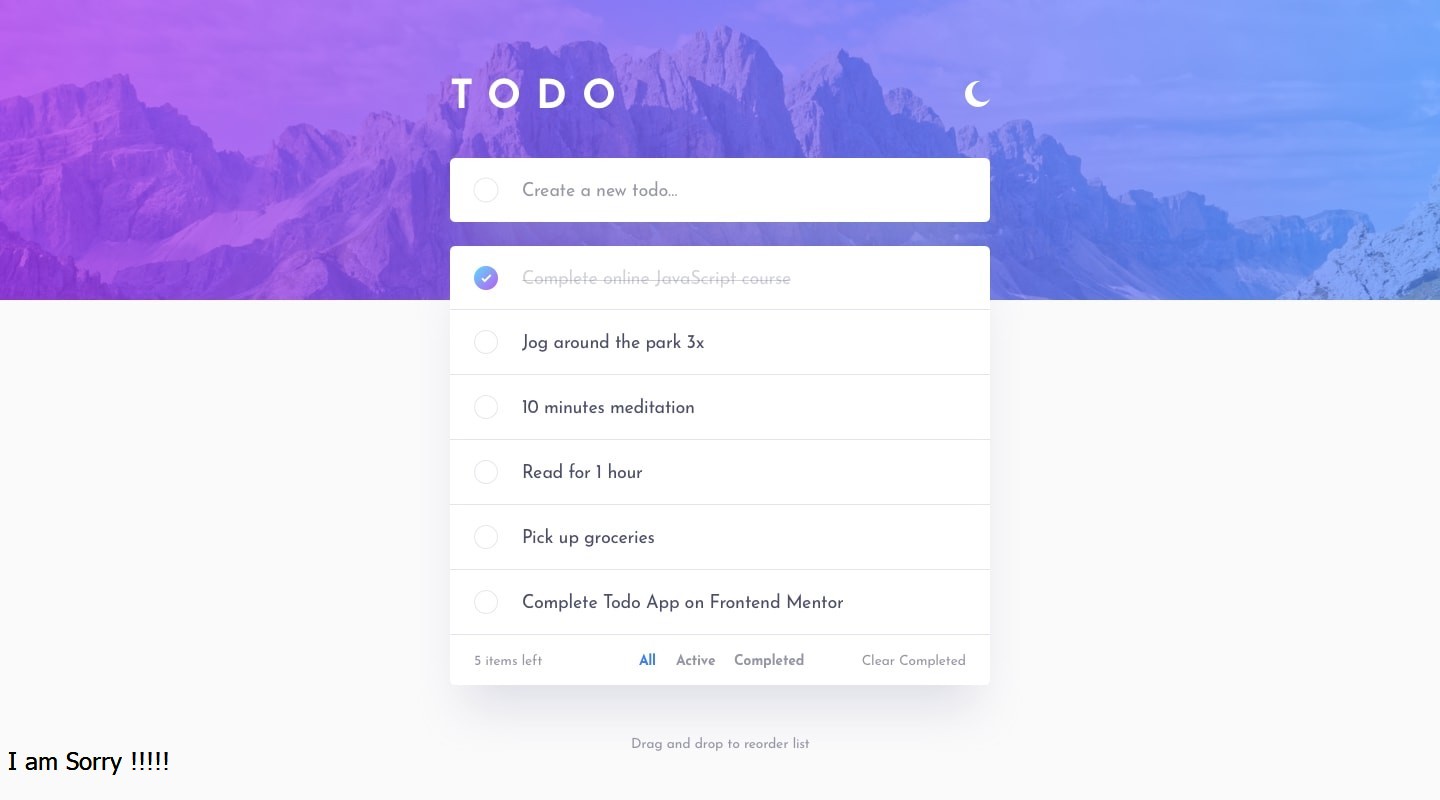 TODO
Create a new todo...
Complete online JavaScript course
Jog around the park 3x
10 minutes meditation
Read for 1 hour
Pick up groceries
Complete Todo App on Frontend Mentor
5 items left All Active Completed Clear Completed
Drag and drop to reorder list
I am Sorry !!!!!